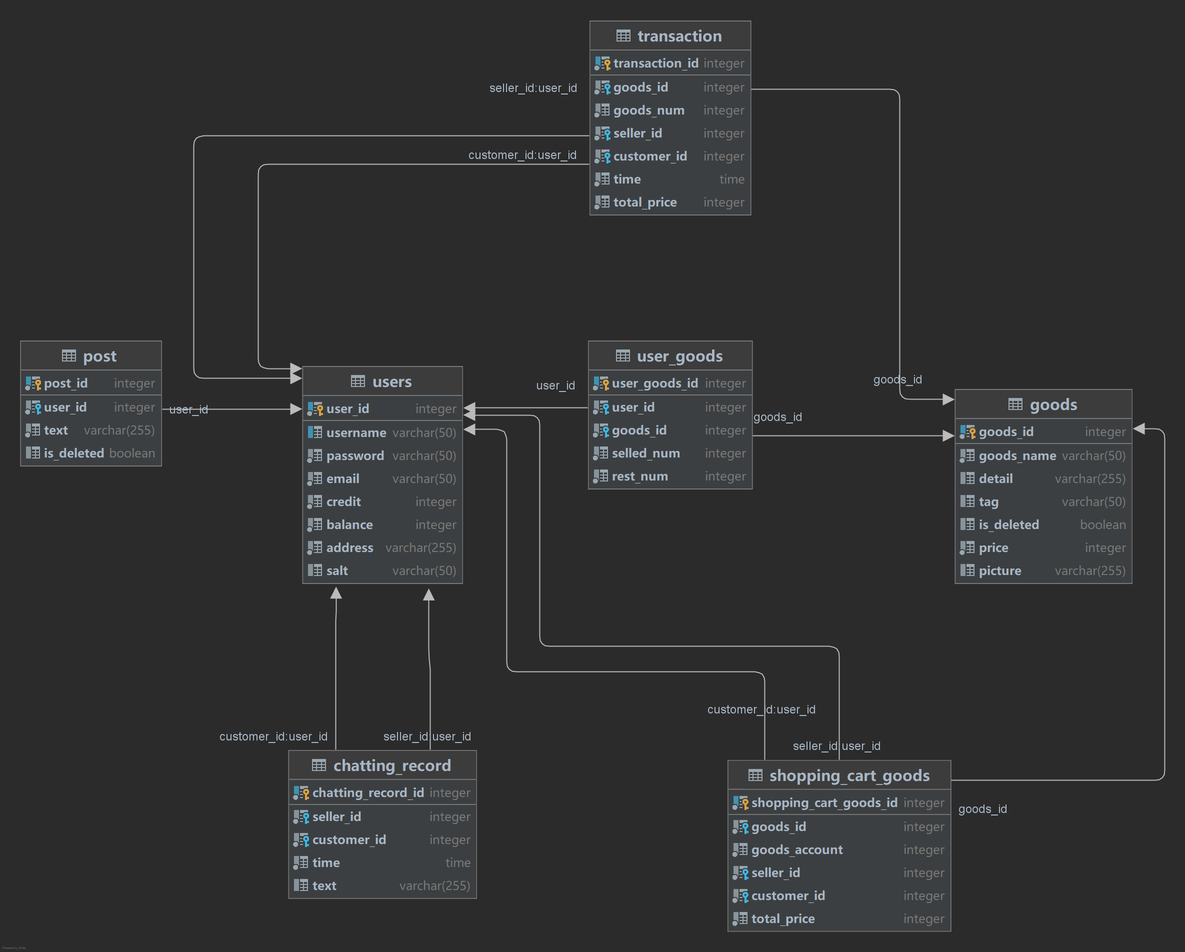 transaction
transaction_id integer
goods_id integer
goods_num integer
seller_id integer
customer_id integer
time time
total_price integer
seller_id:user_id
customer_id:user_id
post
post_id integer
user_id integer
text varchar(255)
is_deleted boolean
user_id
users
user_id integer
username varchar(50)
password varchar(50)
email varchar(50)
credit integer
balance integer
address varchar(255)
salt varchar(50)
user_id
user_goods
user_goods_id integer
user_id integer
goods_id integer
selled_num integer
rest_num integer
goods_id
goods_id
goods
goods_id integer
goods_name varchar(50)
detail varchar(255)
tag varchar(50)
is_deleted boolean
price integer
picture varchar(255)
customer_id:user_id
seller_id:user_id
chatting_record
chatting_record_id integer
seller_id integer
customer_id integer
time time
text varchar(255)
customer_id:user_id
seller_id:user_id
shopping_cart_goods
shopping_cart_goods_id integer
goods_id integer
goods_account integer
seller_id integer
customer_id integer
total_price integer
goods_id